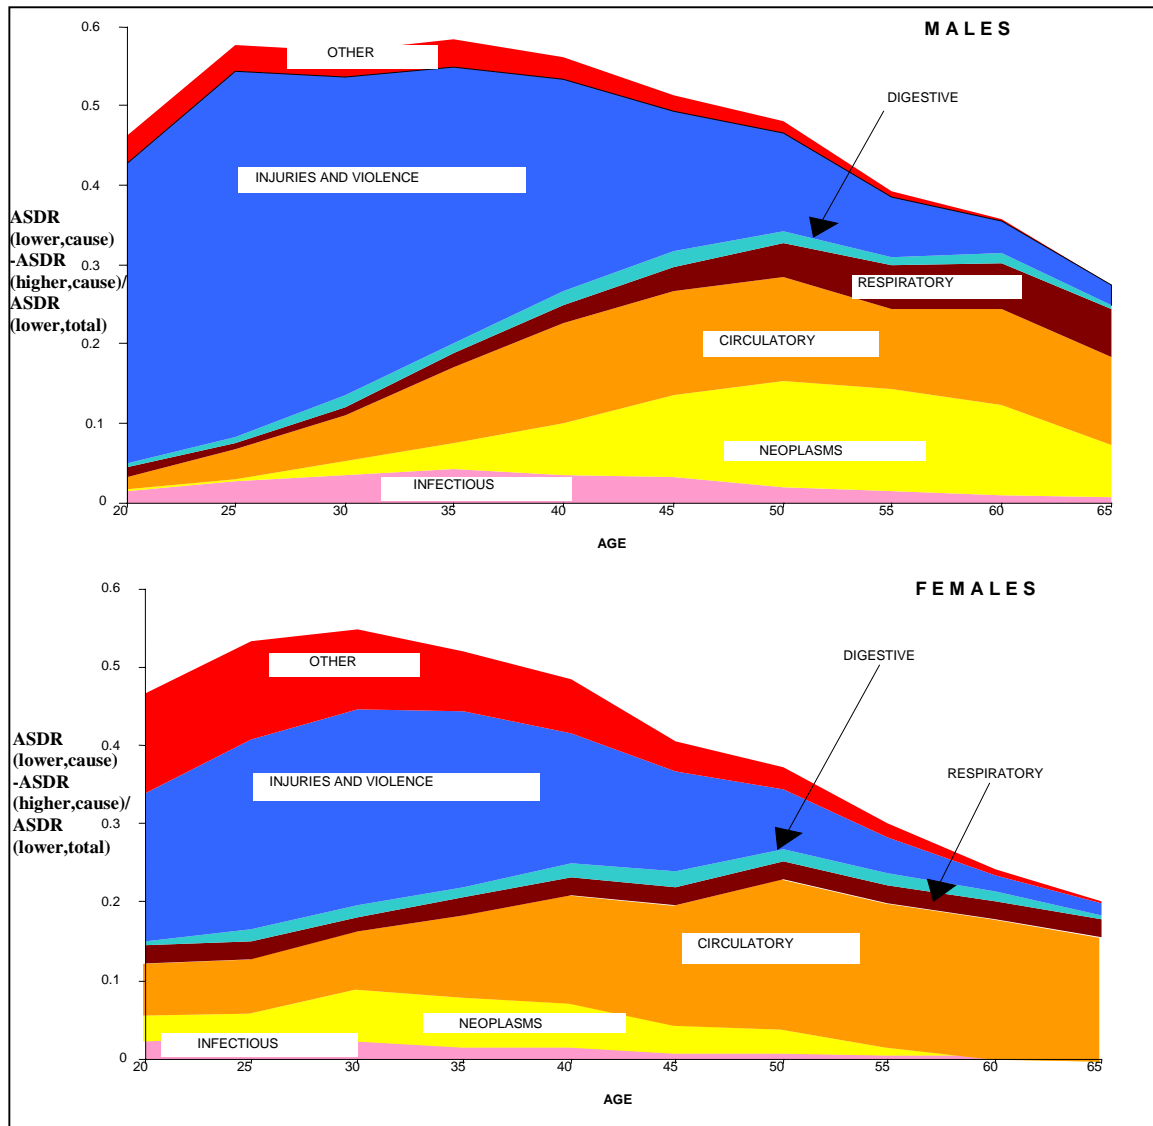 MALES
0.6
OTHER
0.5
DIGESTIVE
0.4
INJURIES AND VIOLENCE
ASDR
(lower,cause)
-ASDR
(higher,cause)/
ASDR
(lower,total)
0.3
RESPIRATORY
0.2
CIRCULATORY
0.1
NEOPLASMS
INFECTIOUS
0
20 25 30 35 40 45 50 55 60 65
AGE
FEMALES
0.6
0.5
OTHER
DIGESTIVE
0.4
ASDR
(lower,cause)
-ASDR
(higher,cause)/
ASDR
(lower,total)
INJURIES AND VIOLENCE
RESPIRATORY
0.3
0.2
CIRCULATORY
0.1
NEOPLASMS
INFECTIOUS
0
20 25 30 35 40 45 50 55 60 65
AGE